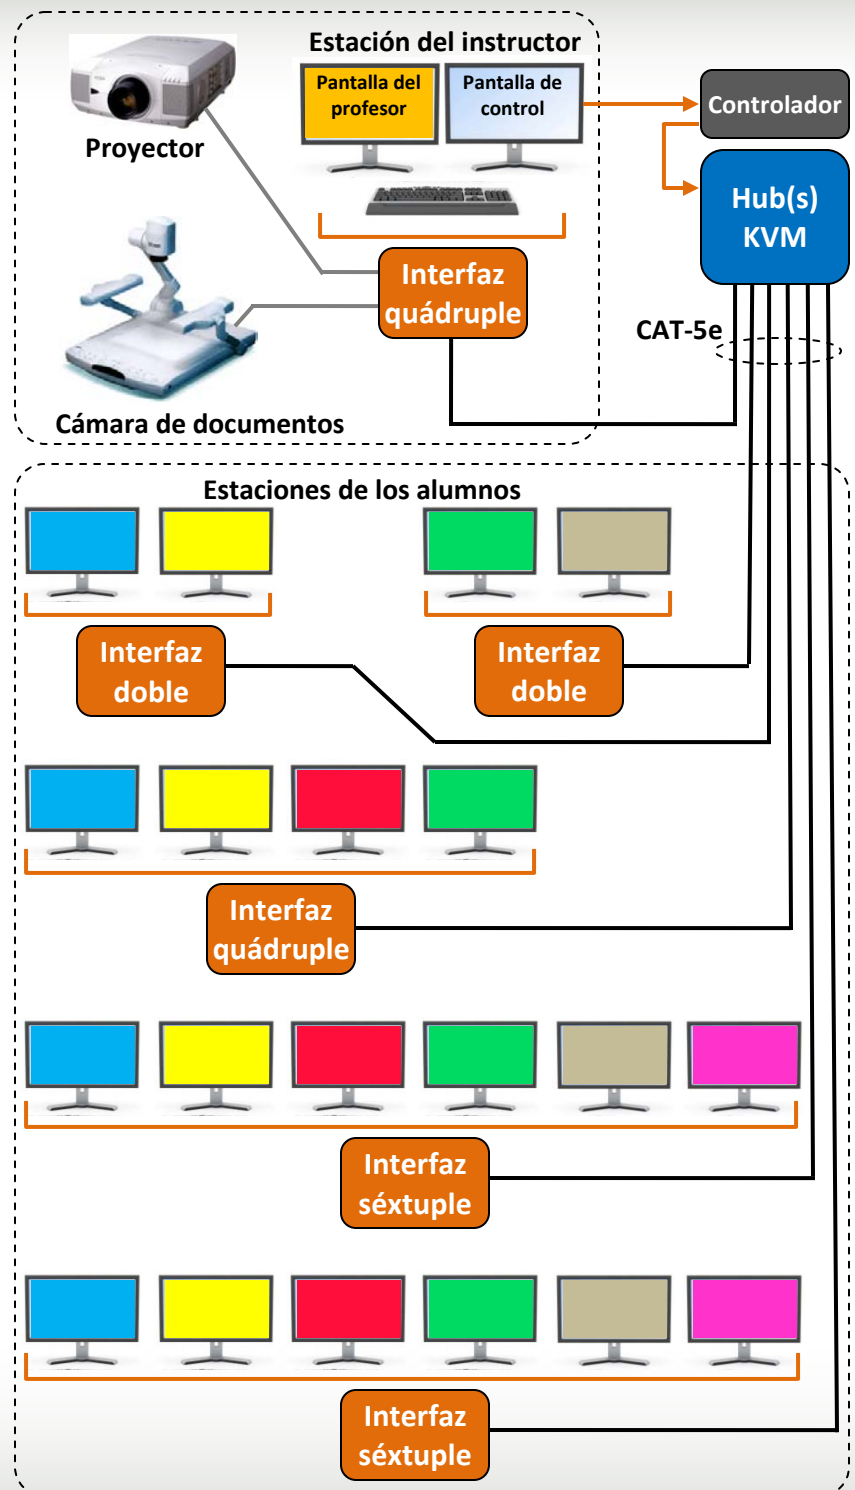 Estación del instructor
Pantalla del
profesor
Pantalla de
control
Controlador
Proyector
Hub(s)
KVM
Interfaz
quádruple
CAT-5e
Cámara de documentos
Estaciones de los alumnos
Interfaz
doble
Interfaz
doble
Interfaz
quádruple
Interfaz
séxtuple
Interfaz
séxtuple